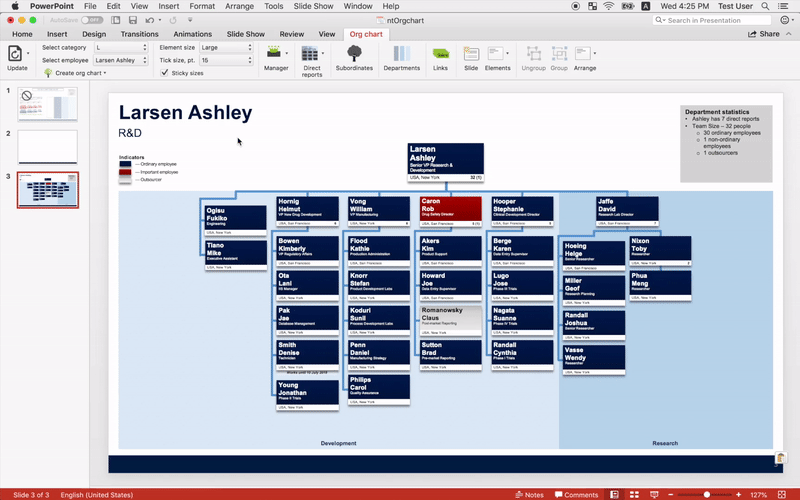 PowerPoint File Edit View Insert Format Arrange Tools Slide Show Window Help Wed 4:25 PM Test User
AutoSave OFF ntOrgchart Search in Presentation
Home Insert Design Transitions Animations Slide Show Review View Org chart Share
Update
Select category L
Select employee Larsen Ashley
Create org chart
Element size Large
Tick size, pt. 15
Sticky sizes
Manager
Direct reports
Subordinates
Departments
Links
Slide
Elements
Ungroup
Group
Arrange
1
2
3
Larsen Ashley
R&D
Indicators
— Ordinary employee
— Important employee
— Outsourcer
Department statistics
• Ashley has 7 direct reports
• Team Size – 32 people
o 30 ordinary employees
o 1 non-ordinary
employees
o 1 outsourcers
Larsen
Ashley
Senior VP Research &
Development
USA, New York 32 (1)
Ogisu
Fukiko
Engineering
USA, New York
Tiano
Mike
Executive Assistant
USA, New York
Hornig
Helmut
VP New Drug Development
USA, San Francisco
Bowen
Kimberly
VP Regulatory Affairs
USA, San Francisco
Ota
Lani
USA, New York
Pak
Jae
Database Management
USA, New York
Smith
Denise
Technician
USA, New York
Young
Jonathan
Phase II Trials
USA, New York
Vong
William
VP Manufacturing
USA, San Francisco
Flood
Kathie
Production Administration
USA, San Francisco
Knorr
Stefan
Product Development Labs
USA, New York
Koduri
Sunil
Process Development Labs
USA, New York
Penn
Daniel
Manufacturing Strategy
USA, New York
Philips
Carol
Quality Assurance
USA, New York
Caron
Rob
Drug Safety Director
USA, San Francisco
Akers
Kim
Product Support
USA, San Francisco
Howard
Joe
Data Entry Supervisor
USA, New York
Romanowsky
Claus
Post-market Reporting
USA, New York
Sutton
Brad
Pre-market Reporting
USA, New York
Hooper
Stephanie
Clinical Development Director
USA, San Francisco
Berge
Karen
Data Entry Supervisor
USA, San Francisco
Lugo
Jose
Phase III Trials
USA, New York
Nagata
Suanne
Phase IV Trials
USA, New York
Randall
Cynthia
Phase I Trials
USA, New York
Jaffe
David
Research Lab Director
USA, San Francisco
Hoeing
Helge
Senior Researcher
USA, San Francisco
Miller
Geof
Research Planning
USA, New York
Randall
Joshua
Senior Researcher
USA, New York
Vasse
Wendy
Researcher
USA, New York
Nixon
Toby
Researcher
USA, New York
Phua
Meng
Researcher
USA, New York
Development
Research
Slide 3 of 3 English (United States) Notes Comments 127%